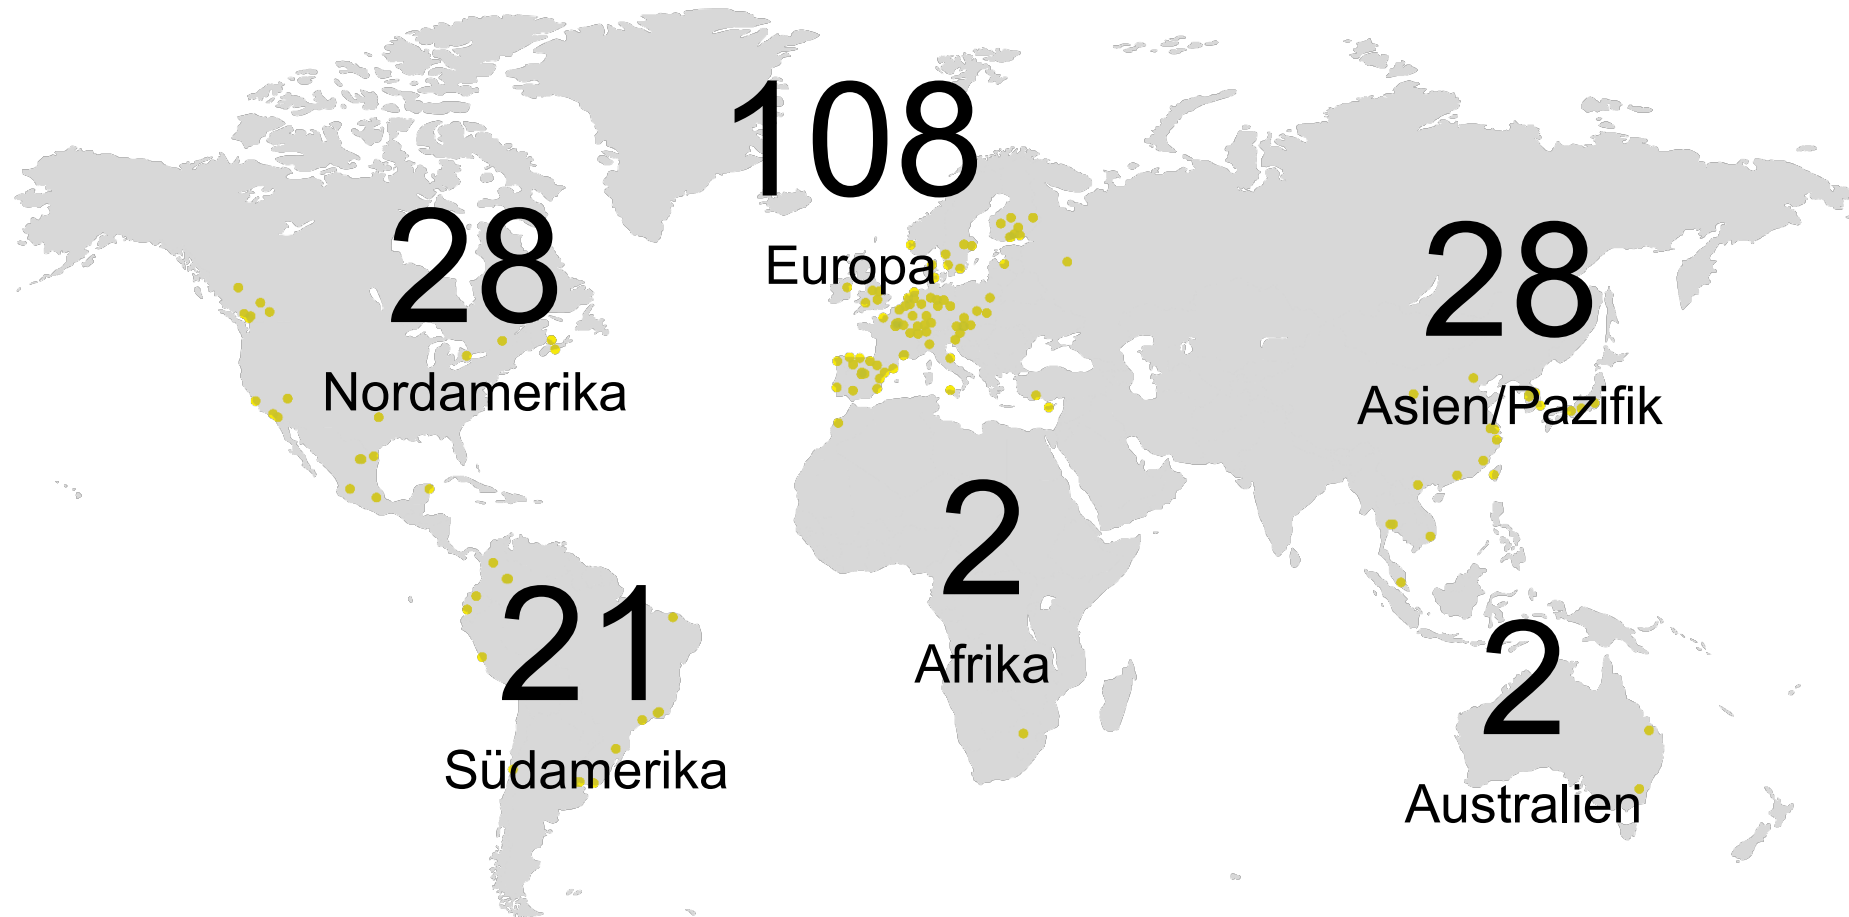 108
Europa
28
Nordamerika
28
Asien/Pazifik
2
Afrika
21
Südamerika
2
Australien